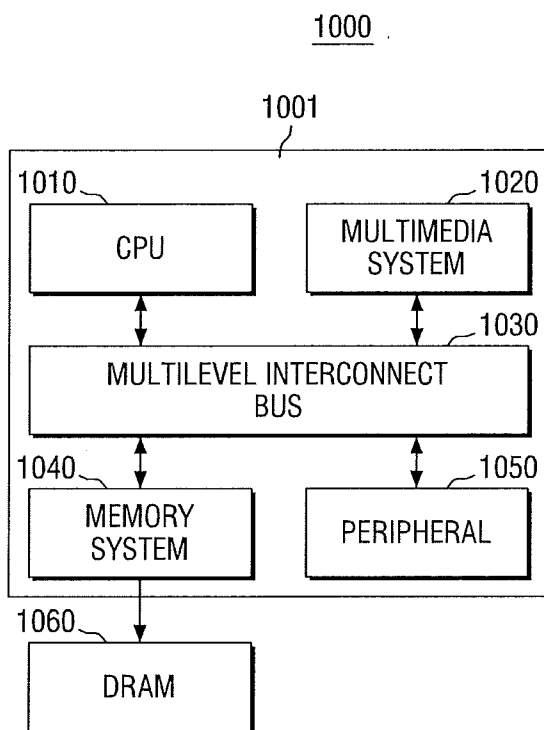 1000
1001
1010
1020
CPU
MULTIMEDIA
SYSTEM
1030
MULTILEVEL INTERCONNECT
BUS
1040
1050
MEMORY
SYSTEM
PERIPHERAL
1060
DRAM